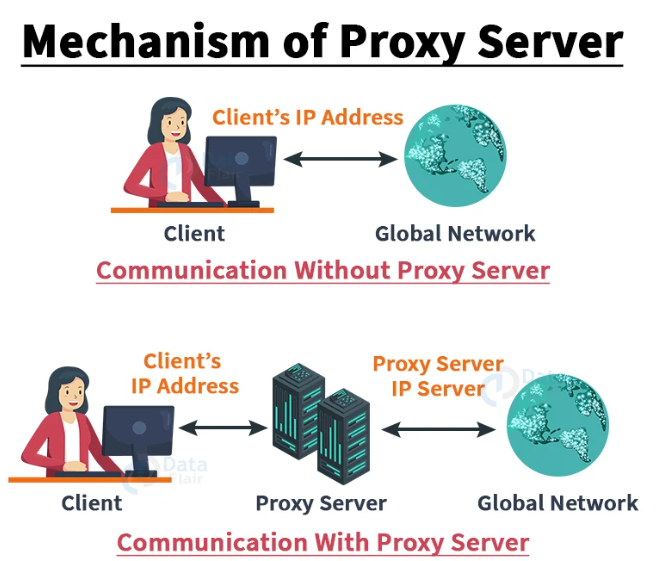 Mechanism of Proxy Server
Client's IP Address
Client
Global Network
Communication Without Proxy Server
Client's
IP Address
Proxy Server
IP Server
Data
Flair
Client
Proxy Server
Global Network
Communication With Proxy Server